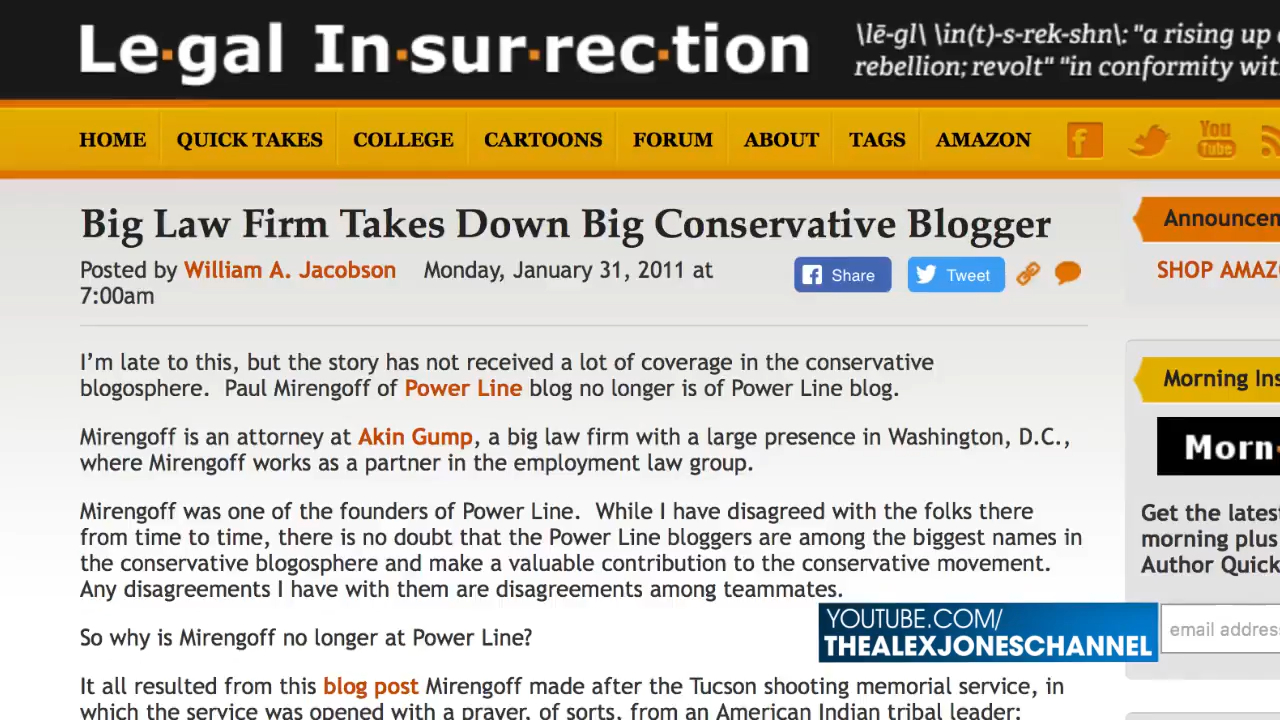 Le·gal In·sur·rec·tion
\lē-gl\ \in(t)-s-rek-shn\: "a rising up
rebellion; revolt" "in conformity
HOME QUICK TAKES COLLEGE CARTOONS FORUM ABOUT TAGS AMAZON
You
Tube
Big Law Firm Takes Down Big Conservative Blogger
Posted by William A. Jacobson Monday, January 31, 2011 at
7:00am
Share Tweet
I’m late to this, but the story has not received a lot of coverage in the conservative
blogosphere. Paul Mirengoff of Power Line blog no longer is of Power Line blog.
Mirengoff is an attorney at Akin Gump, a big law firm with a large presence in Washington, D.C.,
where Mirengoff works as a partner in the employment law group.
Mirengoff was one of the founders of Power Line. While I have disagreed with the folks there
from time to time, there is no doubt that the Power Line bloggers are among the biggest names in
the conservative blogosphere and make a valuable contribution to the conservative movement.
Any disagreements I have with them are disagreements among teammates.
So why is Mirengoff no longer at Power Line?
It all resulted from this blog post Mirengoff made after the Tucson shooting memorial service, in
which the service was opened with a prayer, of sorts, from an American Indian tribal leader:
Announcen
SHOP AMAZ
Morning Ins
Morn
Get the latest
morning plus
Author Quick
email address
YOUTUBE.COM/
THEALEXJONESCHANNEL